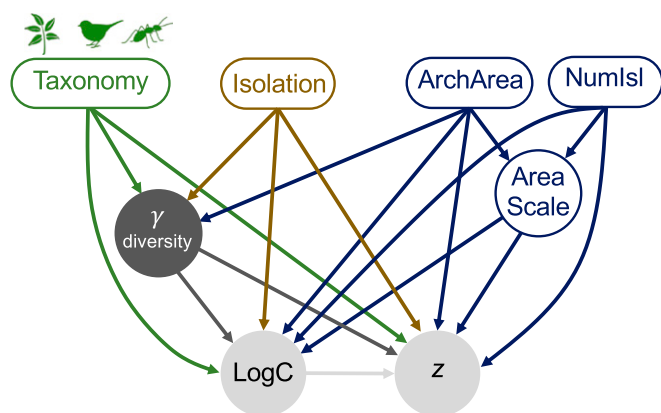 Taxonomy
Isolation
ArchArea
NumIsl
Area
Scale
γ
diversity
LogC
z